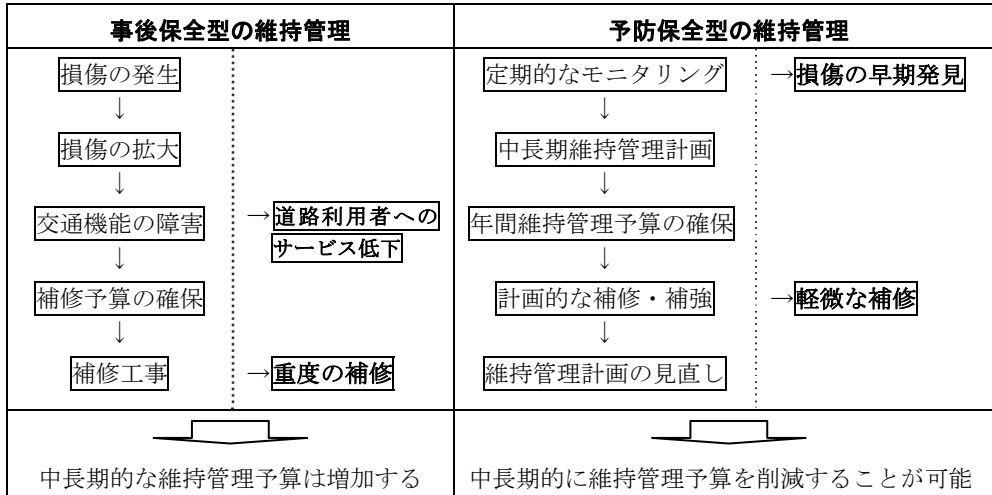 事後保全型の維持管理
損傷の発生
↓
損傷の拡大
↓
交通機能の障害
→道路利用者への
サービス低下
↓
補修予算の確保
↓
補修工事
→重度の補修
中長期的な維持管理予算は増加する
予防保全型の維持管理
定期的なモニタリング
→損傷の早期発見
↓
中長期維持管理計画
↓
年間維持管理予算の確保
↓
計画的な補修・補強
→軽微な補修
↓
維持管理計画の見直し
中長期的に維持管理予算を削減することが可能